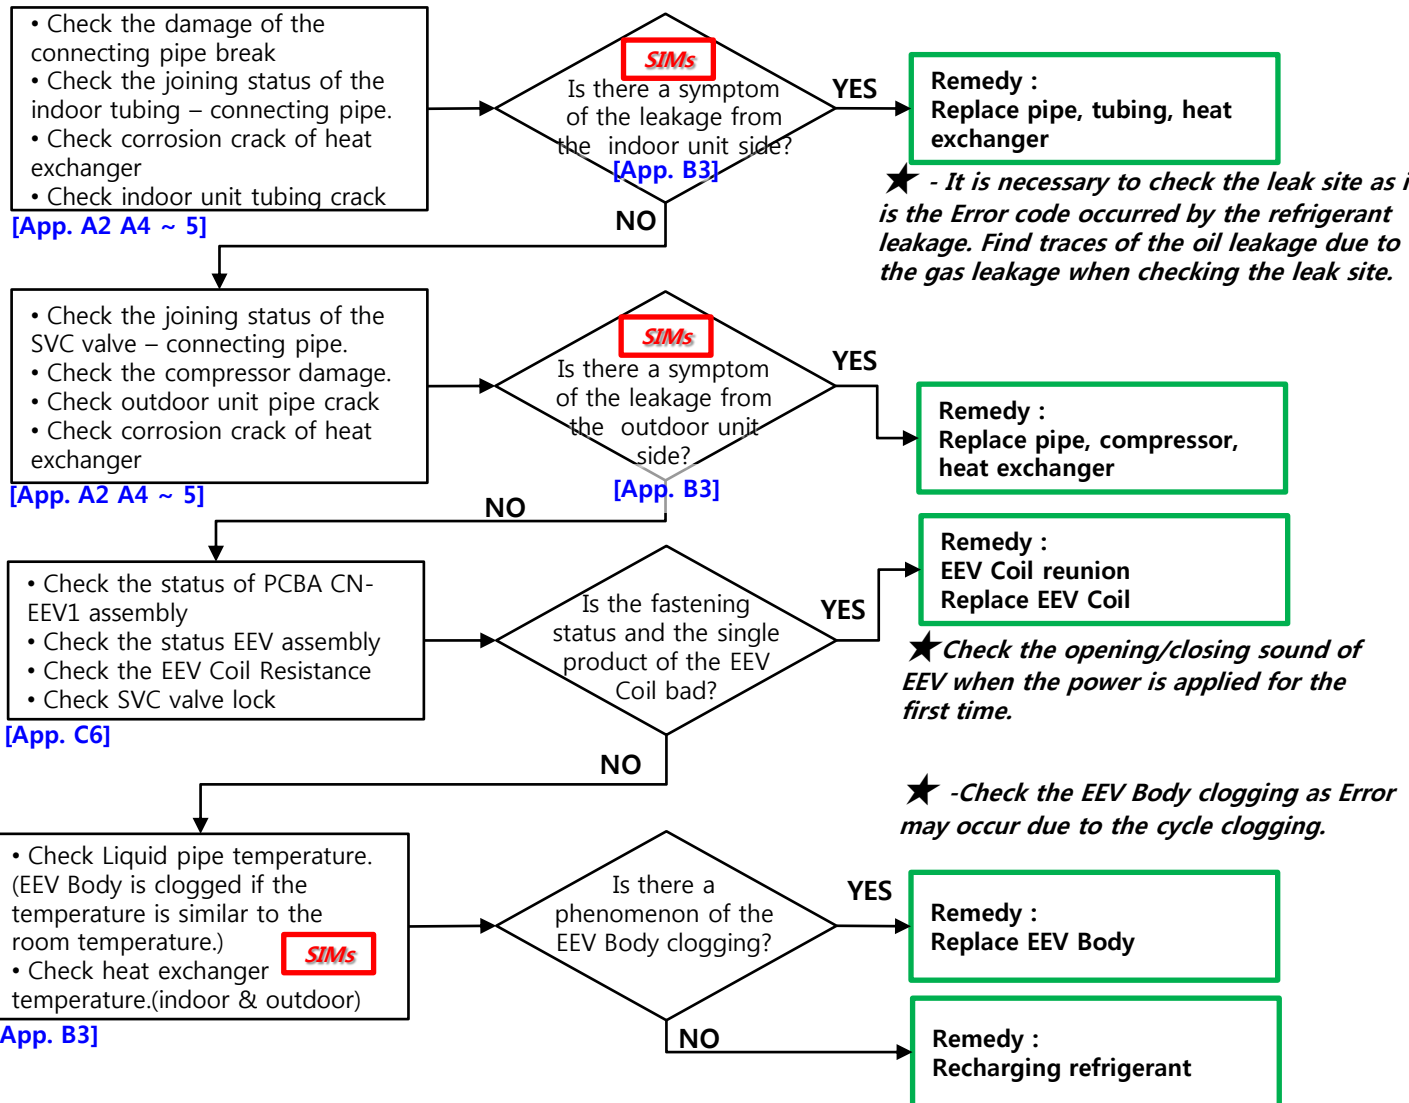 • Check the damage of the
connecting pipe break
• Check the joining status of the
indoor tubing – connecting pipe.
• Check corrosion crack of heat
exchanger
• Check indoor unit tubing crack
[App. A2 A4 ~ 5]
SIMs
Is there a symptom
of the leakage from
the indoor unit side?
[App. B3]
YES
NO
Remedy :
Replace pipe, tubing, heat
exchanger
★ - It is necessary to check the leak site as i
is the Error code occurred by the refrigerant
leakage. Find traces of the oil leakage due to
the gas leakage when checking the leak site.
• Check the joining status of the
SVC valve – connecting pipe.
• Check the compressor damage.
• Check outdoor unit pipe crack
• Check corrosion crack of heat
exchanger
[App. A2 A4 ~ 5]
SIMs
Is there a symptom
of the leakage from
the outdoor unit
side?
[App. B3]
YES
NO
Remedy :
Replace pipe, compressor,
heat exchanger
• Check the status of PCBA CN-
EEV1 assembly
• Check the status EEV assembly
• Check the EEV Coil Resistance
• Check SVC valve lock
[App. C6]
Is the fastening
status and the single
product of the EEV
Coil bad?
YES
NO
Remedy :
EEV Coil reunion
Replace EEV Coil
★ Check the opening/closing sound of
EEV when the power is applied for the
first time.
★ -Check the EEV Body clogging as Error
may occur due to the cycle clogging.
• Check Liquid pipe temperature.
(EEV Body is clogged if the
temperature is similar to the
room temperature.)
SIMs
• Check heat exchanger
temperature.(indoor & outdoor)
App. B3]
Is there a
phenomenon of the
EEV Body clogging?
YES
NO
Remedy :
Replace EEV Body
Remedy :
Recharging refrigerant